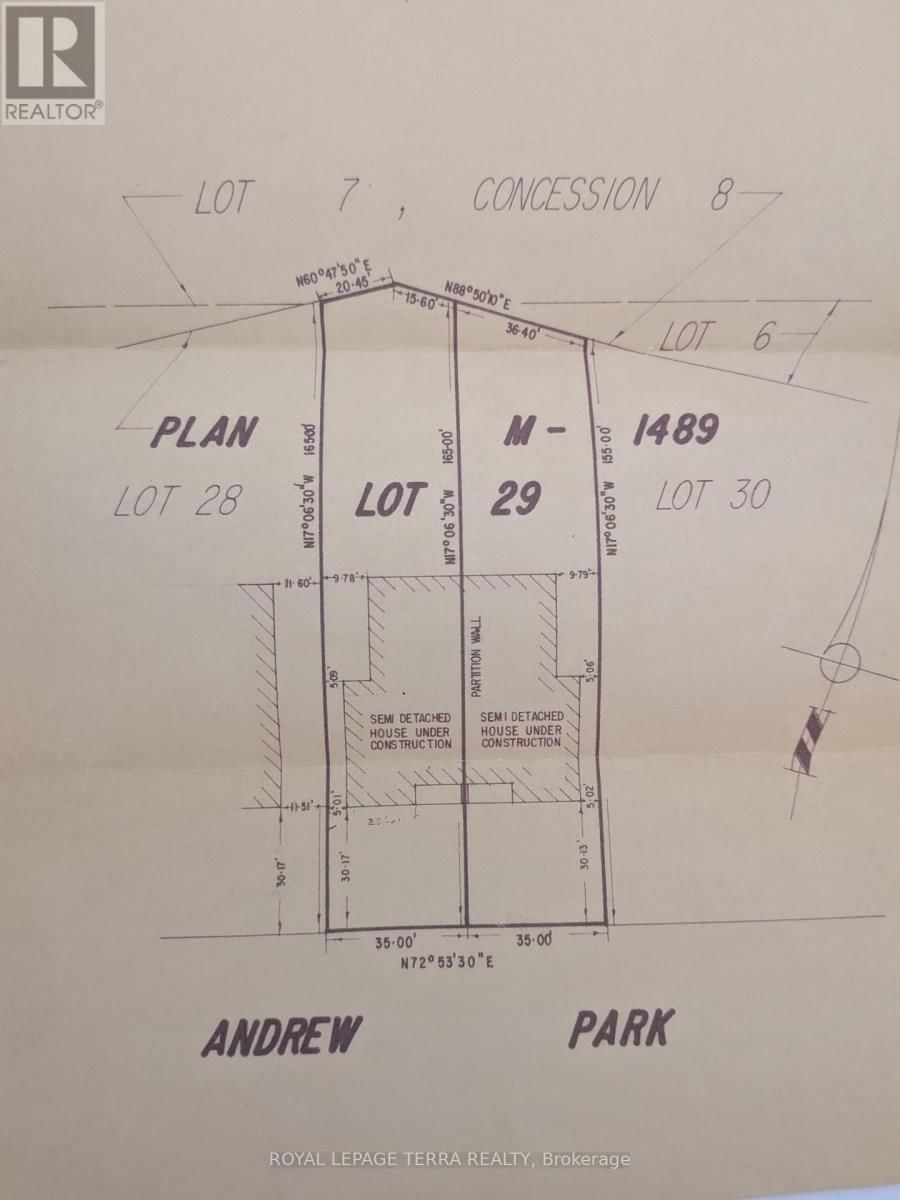 REALTOR®
LOT 7, CONCESSION 8
N60°47'50"E
20·45'
15·60'
N88°50'10"E
36·40'
LOT 6
PLAN M- 1489
LOT 28
LOT 29
LOT 30
N17°06'30"W 165·00'
N17°06'30"W 165·00'
N17°06'30"W 155·00'
11·60'
9·78'
9·79'
PARTITION WALL
5·09'
5·06'
SEMI DETACHED
HOUSE UNDER
CONSTRUCTION
SEMI DETACHED
HOUSE UNDER
CONSTRUCTION
11·51'
5·01'
5·02'
30·17'
30·17'
30·13'
35·00'
35·00'
N72°53'30"E
ANDREW PARK
ROYAL LEPAGE TERRA REALTY, Brokerage